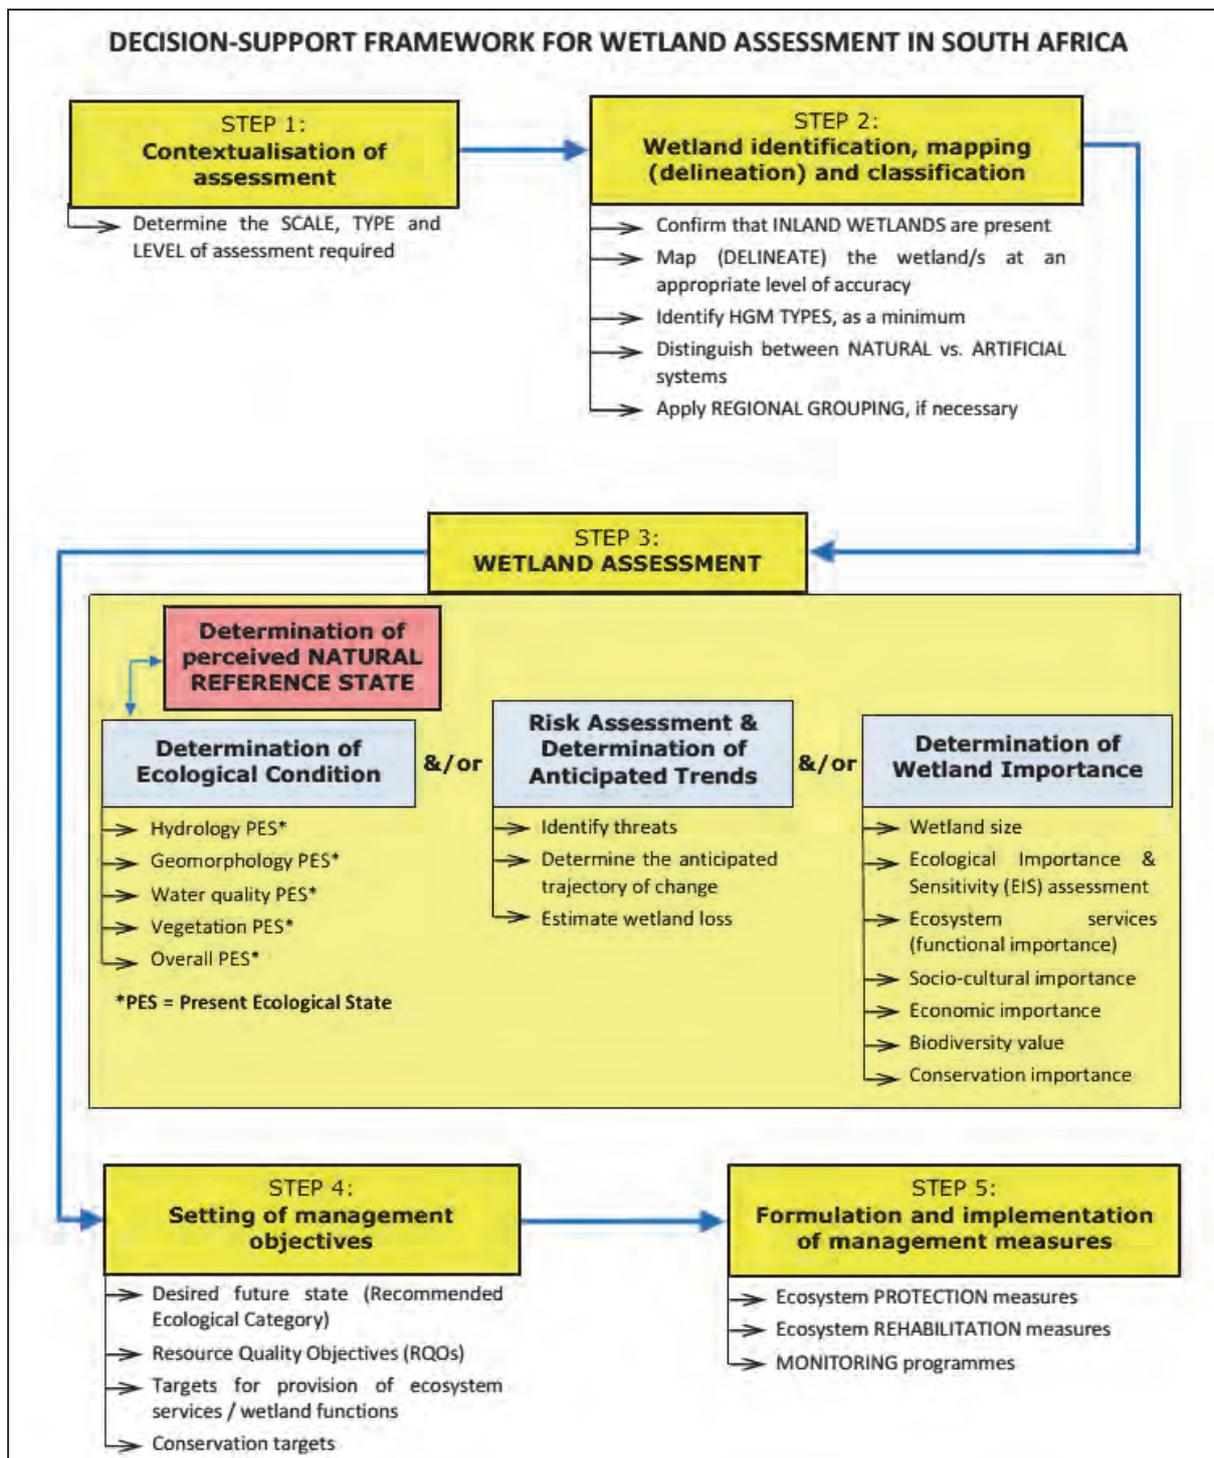 DECISION-SUPPORT FRAMEWORK FOR WETLAND ASSESSMENT IN SOUTH AFRICA
STEP 1:
Contextualisation of
assessment
Determine the SCALE, TYPE and
LEVEL of assessment required
STEP 2:
Wetland identification, mapping
(delineation) and classification
Confirm that INLAND WETLANDS are present
Map (DELINEATE) the wetland/s at an
appropriate level of accuracy
Identify HGM TYPES, as a minimum
Distinguish between NATURAL vs. ARTIFICIAL
systems
Apply REGIONAL GROUPING, if necessary
STEP 3:
WETLAND ASSESSMENT
Determination of
perceived NATURAL
REFERENCE STATE
Determination of
Ecological Condition
Hydrology PES*
Geomorphology PES*
Water quality PES*
Vegetation PES*
Overall PES*
*PES = Present Ecological State
&/or
Risk Assessment &
Determination of
Anticipated Trends
Identify threats
Determine the anticipated
trajectory of change
Estimate wetland loss
&/or
Determination of
Wetland Importance
Wetland size
Ecological Importance &
Sensitivity (EIS) assessment
Ecosystem services
(functional importance)
Socio-cultural importance
Economic importance
Biodiversity value
Conservation importance
STEP 4:
Setting of management
objectives
Desired future state (Recommended
Ecological Category)
Resource Quality Objectives (RQOs)
Targets for provision of ecosystem
services / wetland functions
Conservation targets
STEP 5:
Formulation and implementation
of management measures
Ecosystem PROTECTION measures
Ecosystem REHABILITATION measures
MONITORING programmes